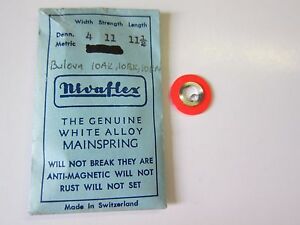 Width Strength Length
Denn. 4 11 11½
Metric
Bulova 10AK, 10BK, 10
Nivaflex
THE GENUINE
WHITE ALLOY
MAINSPRING
WILL NOT BREAK THEY ARE
ANTI-MAGNETIC WILL NOT
RUST WILL NOT SET
Made in Switzerland